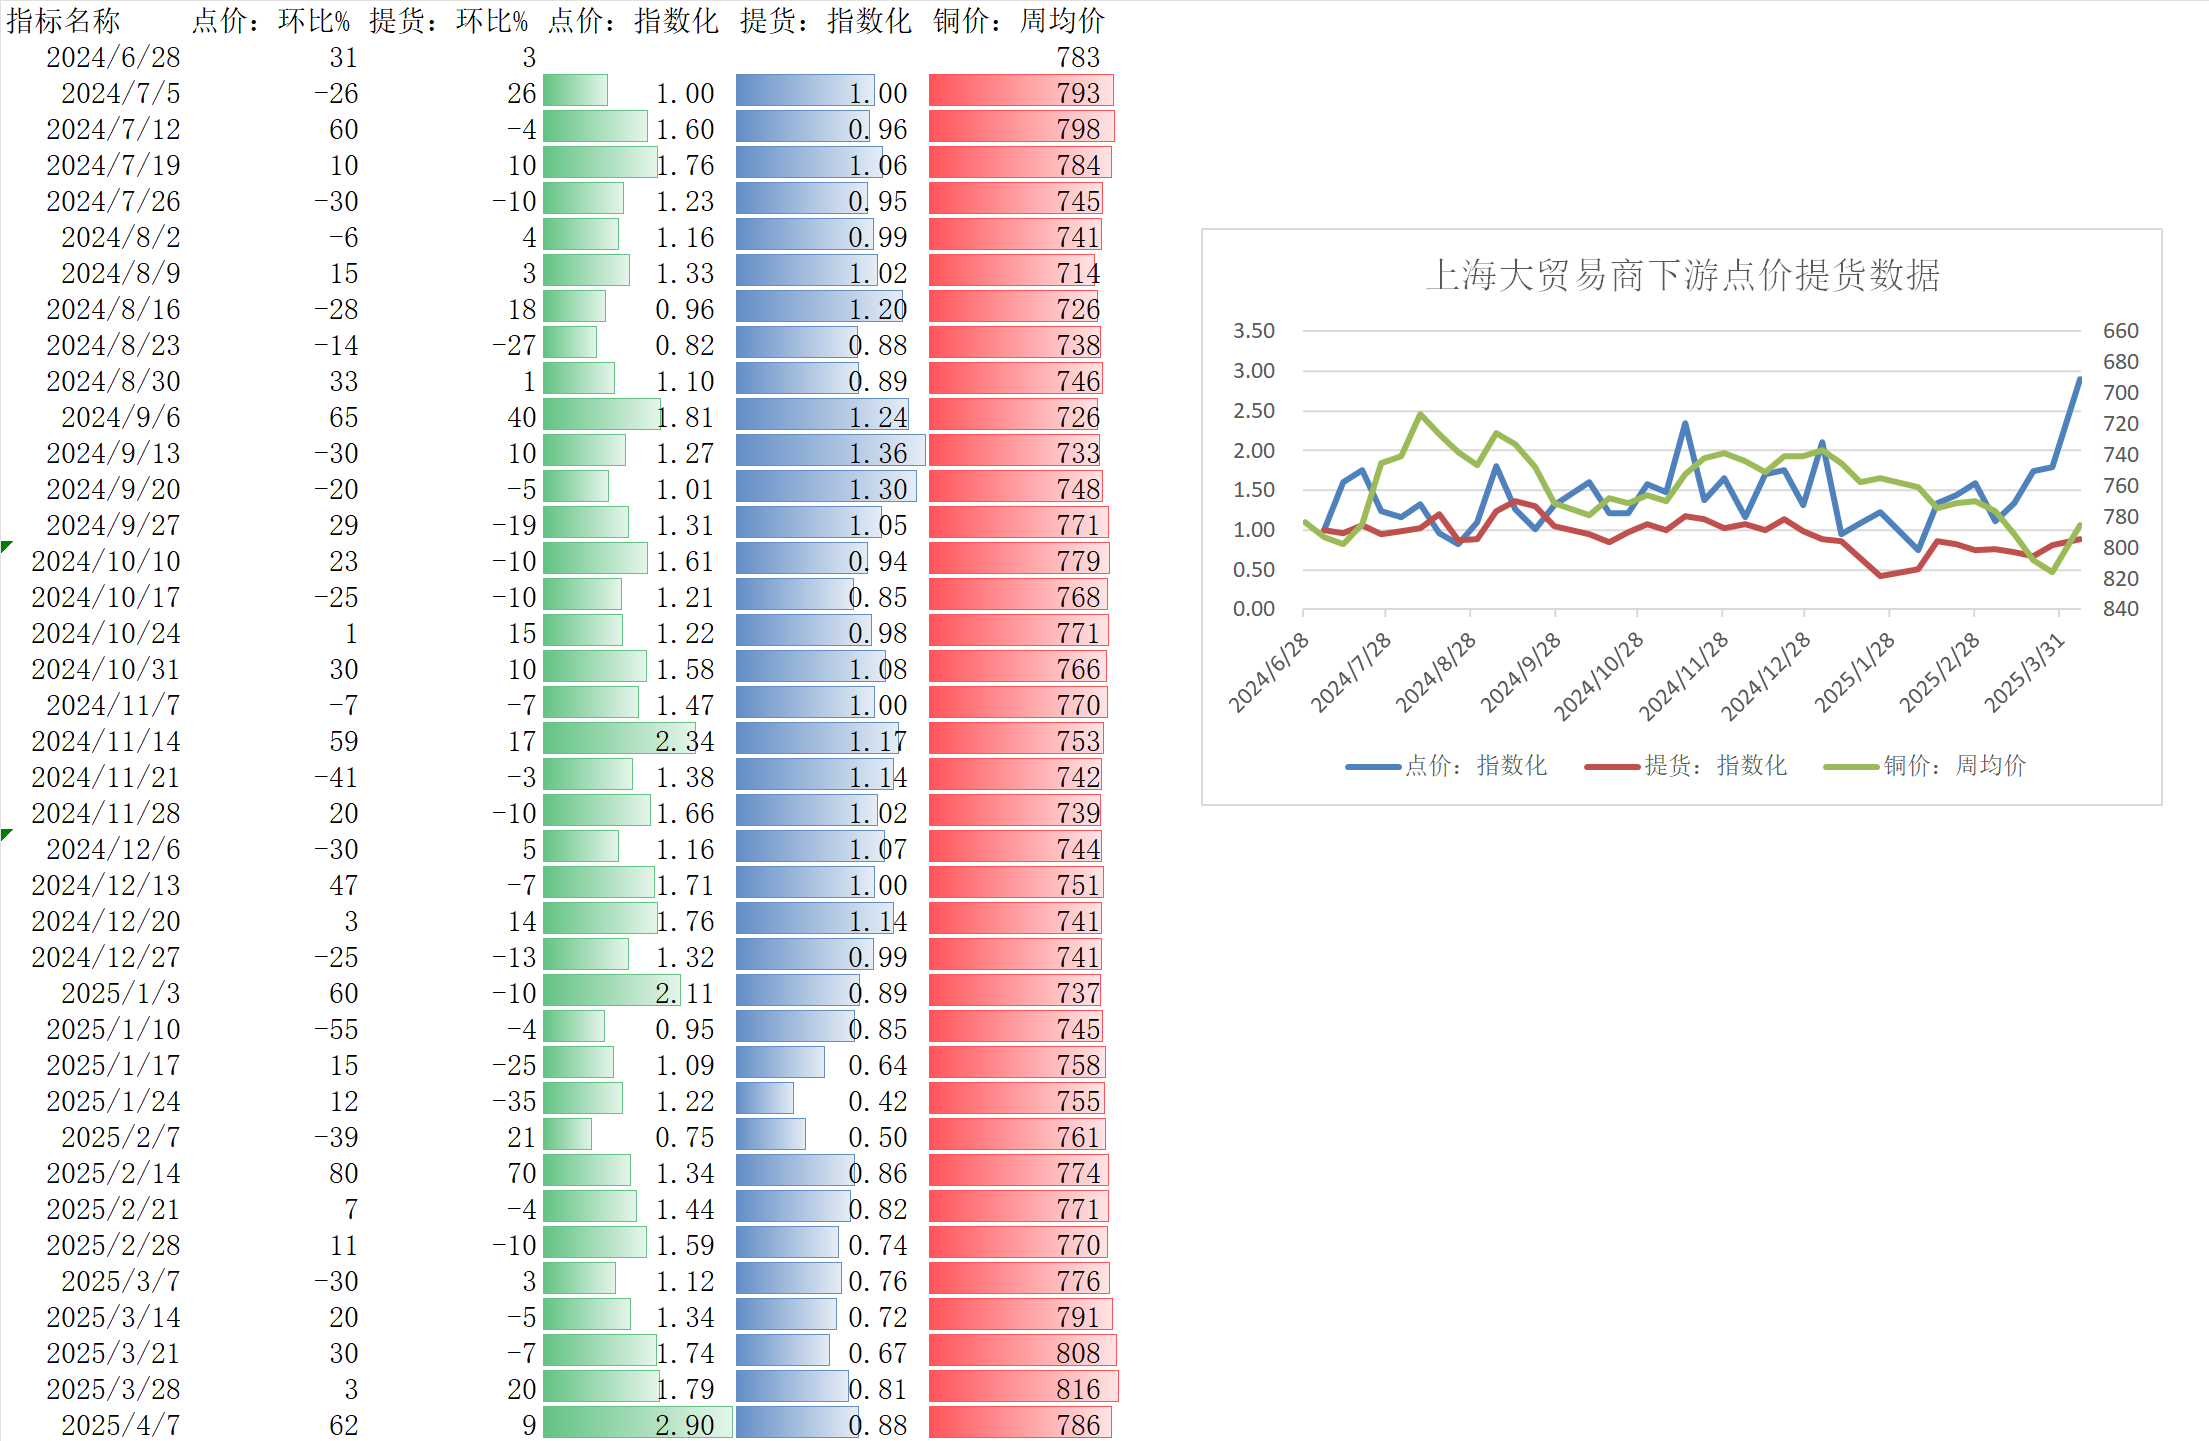 指标名称 点价：环比% 提货：环比% 点价：指数化 提货：指数化 铜价：周均价
2024/6/28 31 3 783
2024/7/5 -26 26 1.00 1.00 793
2024/7/12 60 -4 1.60 0.96 798
2024/7/19 10 10 1.76 1.06 784
2024/7/26 -30 -10 1.23 0.95 745
2024/8/2 -6 4 1.16 0.99 741
2024/8/9 15 3 1.33 1.02 714
2024/8/16 -28 18 0.96 1.20 726
2024/8/23 -14 -27 0.82 0.88 738
2024/8/30 33 1 1.10 0.89 746
2024/9/6 65 40 1.81 1.24 726
2024/9/13 -30 10 1.27 1.36 733
2024/9/20 -20 -5 1.01 1.30 748
2024/9/27 29 -19 1.31 1.05 771
2024/10/10 23 -10 1.61 0.94 779
2024/10/17 -25 -10 1.21 0.85 768
2024/10/24 1 15 1.22 0.98 771
2024/10/31 30 10 1.58 1.08 766
2024/11/7 -7 -7 1.47 1.00 770
2024/11/14 59 17 2.34 1.17 753
2024/11/21 -41 -3 1.38 1.14 742
2024/11/28 20 -10 1.66 1.02 739
2024/12/6 -30 5 1.16 1.07 744
2024/12/13 47 -7 1.71 1.00 751
2024/12/20 3 14 1.76 1.14 741
2024/12/27 -25 -13 1.32 0.99 741
2025/1/3 60 -10 2.11 0.89 737
2025/1/10 -55 -4 0.95 0.85 745
2025/1/17 15 -25 1.09 0.64 758
2025/1/24 12 -35 1.22 0.42 755
2025/2/7 -39 21 0.75 0.50 761
2025/2/14 80 70 1.34 0.86 774
2025/2/21 7 -4 1.44 0.82 771
2025/2/28 11 -10 1.59 0.74 770
2025/3/7 -30 3 1.12 0.76 776
2025/3/14 20 -5 1.34 0.72 791
2025/3/21 30 -7 1.74 0.67 808
2025/3/28 3 20 1.79 0.81 816
2025/4/7 62 9 2.90 0.88 786
上海大贸易商下游点价提货数据
3.50
3.00
2.50
2.00
1.50
1.00
0.50
0.00
660
680
700
720
740
760
780
800
820
840
2024/6/28
2024/7/28
2024/8/28
2024/9/28
2024/10/28
2024/11/28
2024/12/28
2025/1/28
2025/2/28
2025/3/31
点价：指数化 提货：指数化 铜价：周均价